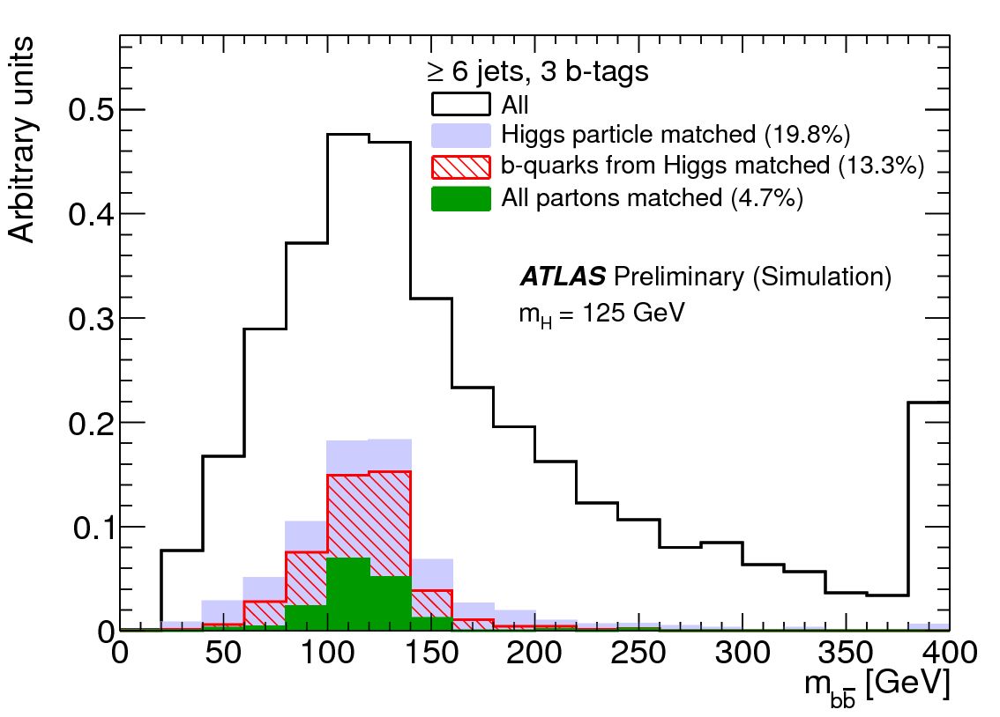 Arbitrary units
≥ 6 jets, 3 b-tags
All
Higgs particle matched (19.8%)
b-quarks from Higgs matched (13.3%)
All partons matched (4.7%)
ATLAS Preliminary (Simulation)
m_H = 125 GeV
0.5
0.4
0.3
0.2
0.1
0
0 50 100 150 200 250 300 350 400
m_bb̅ [GeV]